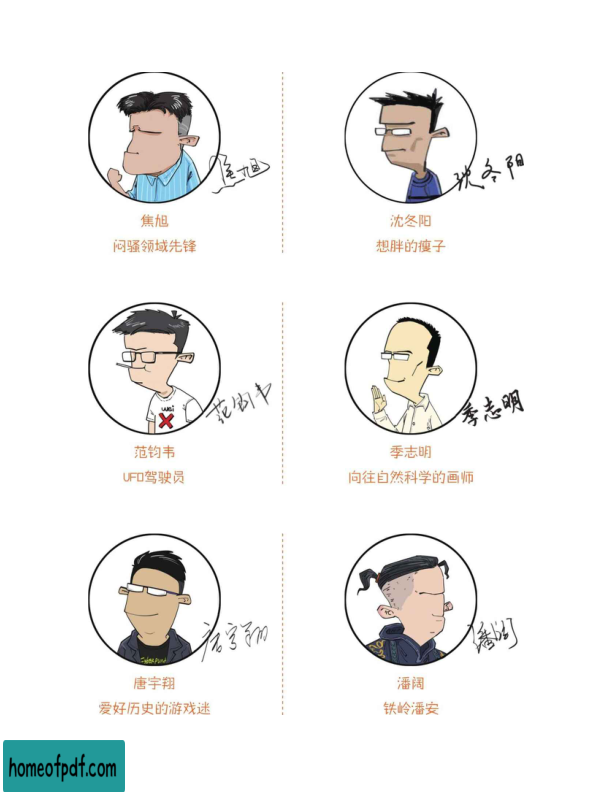 焦旭
沈冬阳
焦旭
闷骚领域先锋
沈冬阳
想胖的瘦子
范钧韦
季志明
wei
范钧韦
UFO驾驶员
季志明
向往自然科学的画师
唐宇翔
潘阔
唐宇翔
爱好历史的游戏迷
潘阔
铁岭潘安
homeofpdf.com